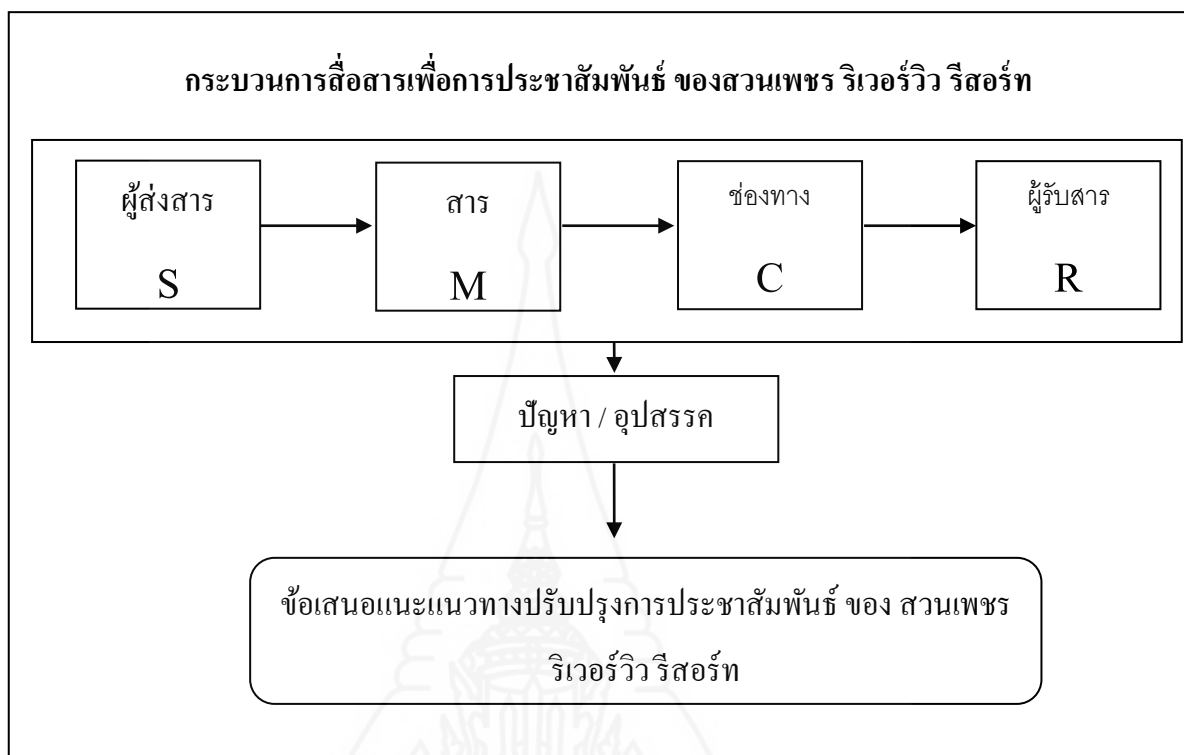 กระบวนการสื่อสารเพื่อการประชาสัมพันธ์ ของสวนเพชร ริเวอร์วิว รีสอร์ท
ผู้ส่งสาร
S
สาร
M
ช่องทาง
C
ผู้รับสาร
R
ปัญหา / อุปสรรค
ข้อเสนอแนะแนวทางปรับปรุงการประชาสัมพันธ์ ของ สวนเพชร
ริเวอร์วิว รีสอร์ท